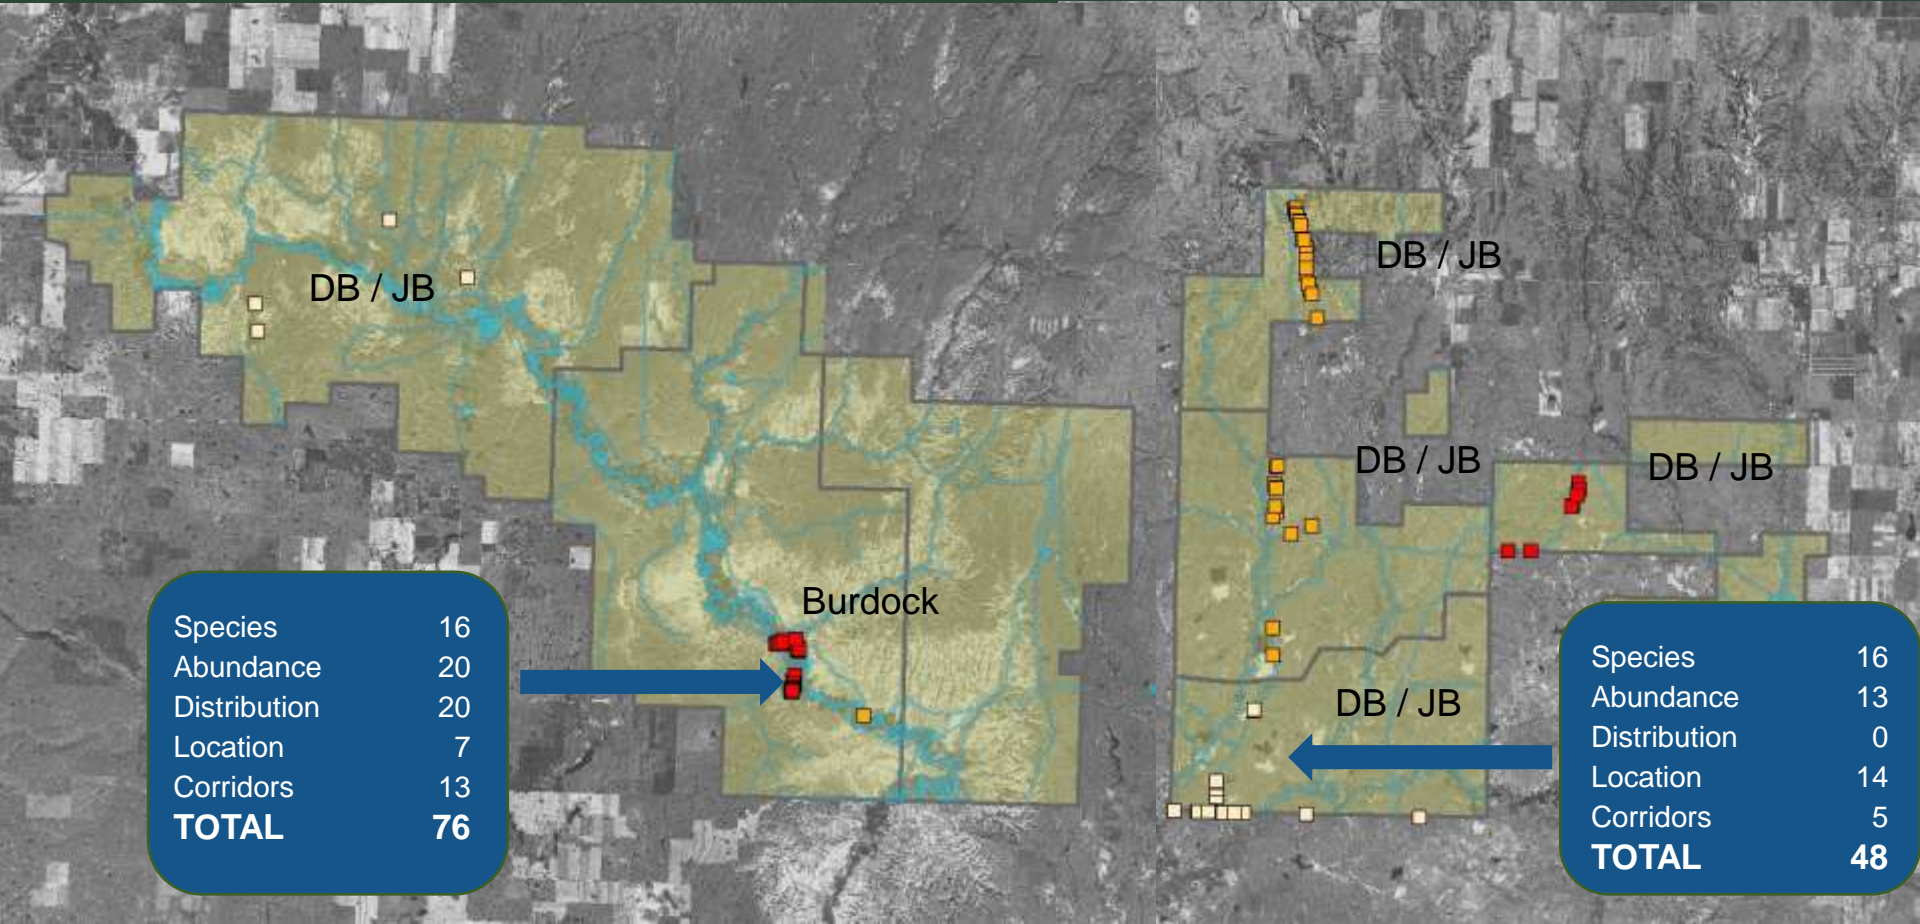 DB / JB
DB / JB
DB / JB
DB / JB
Burdock
DB / JB
Species 16
Abundance 20
Distribution 20
Location 7
Corridors 13
TOTAL 76
Species 16
Abundance 13
Distribution 0
Location 14
Corridors 5
TOTAL 48